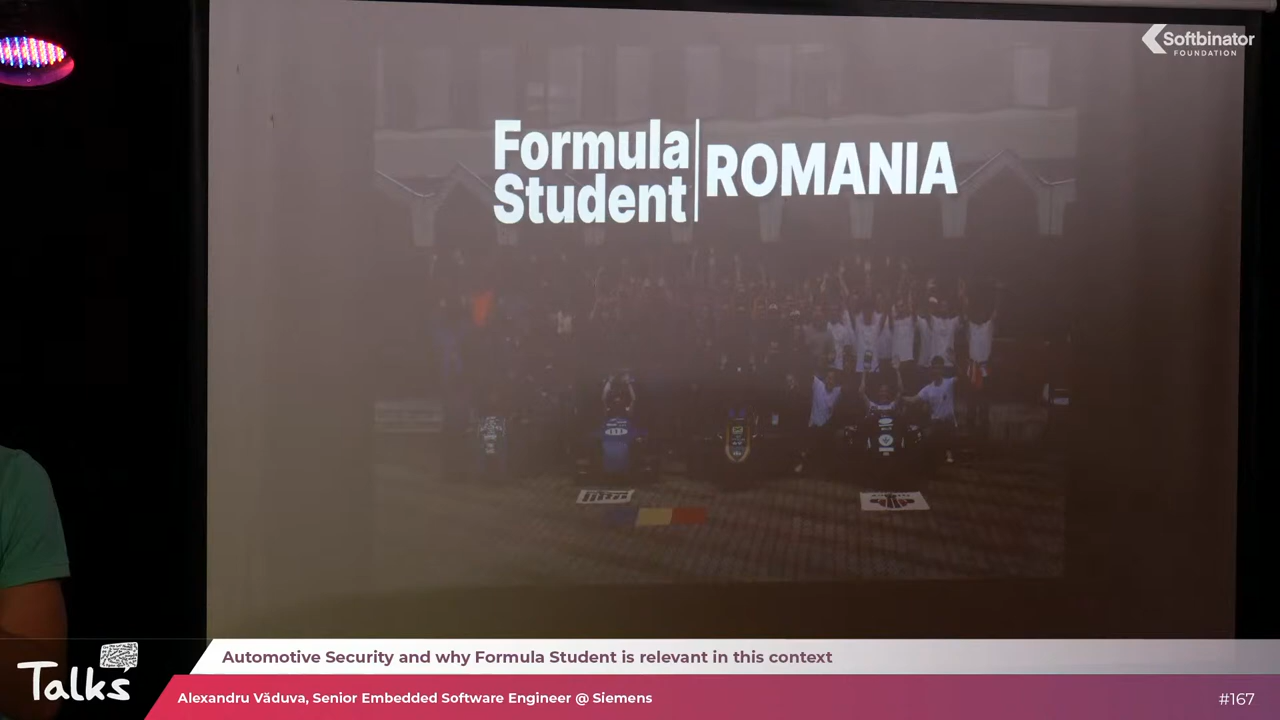 Softbinator
FOUNDATION
Formula
Student
ROMANIA
Automotive Security and why Formula Student is relevant in this context
Talks
Alexandru Văduva, Senior Embedded Software Engineer @ Siemens
#167